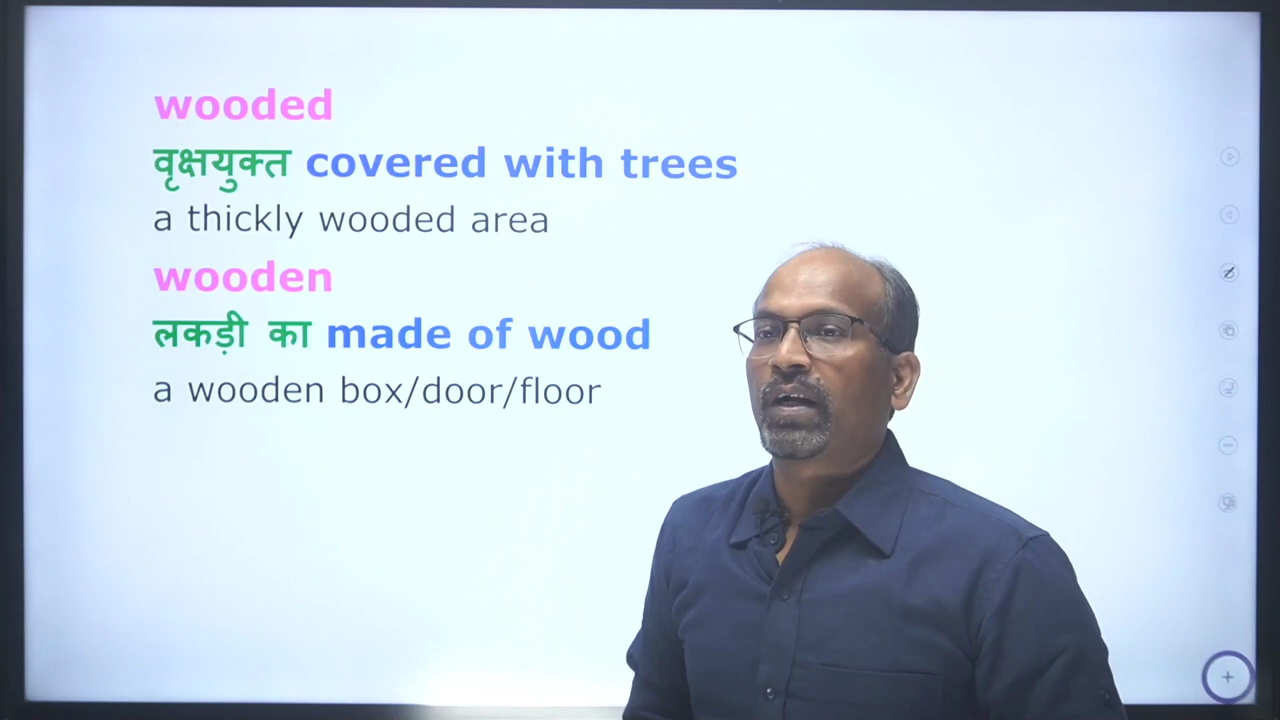 wooded
वृक्षयुक्त covered with trees
a thickly wooded area
wooden
लकड़ी का made of wood
a wooden box/door/floor